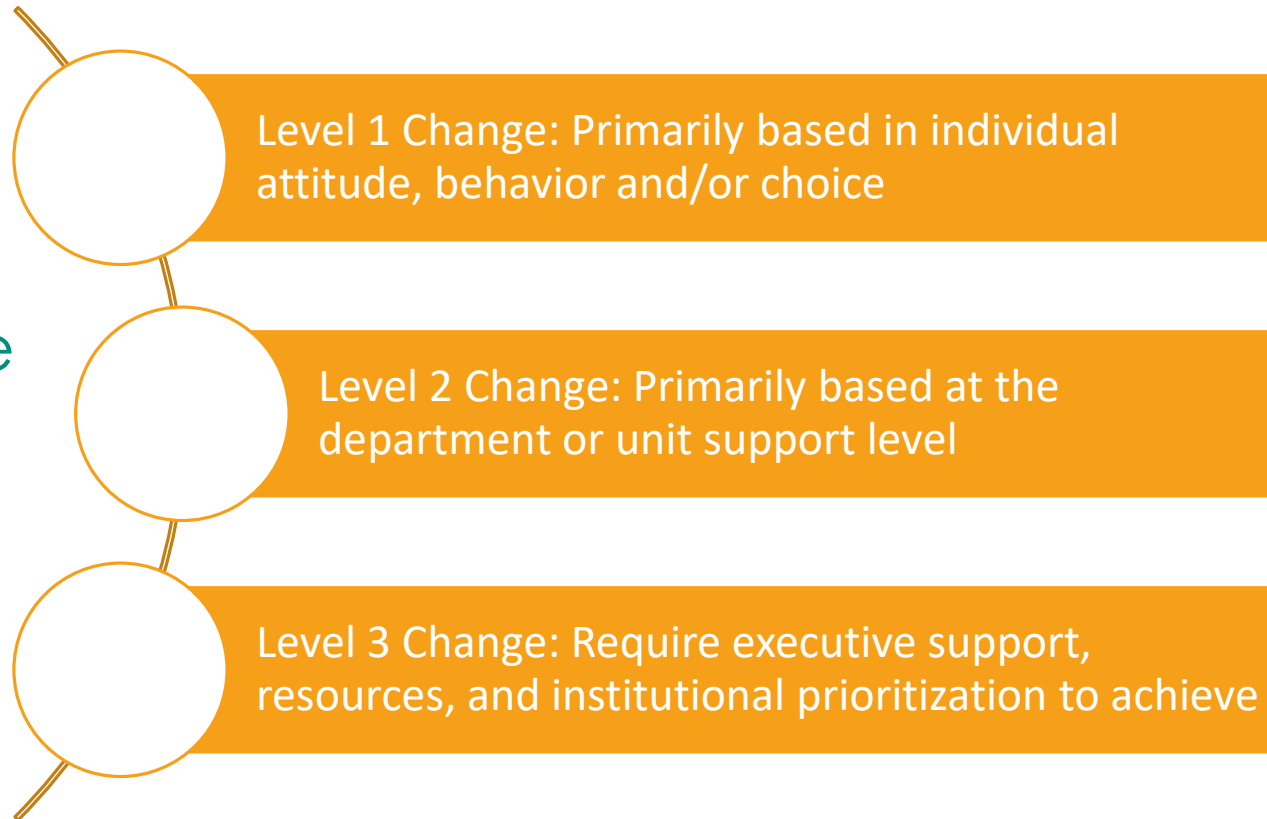 Level 1 Change: Primarily based in individual
attitude, behavior and/or choice
e
Level 2 Change: Primarily based at the
department or unit support level
Level 3 Change: Require executive support,
resources, and institutional prioritization to achieve